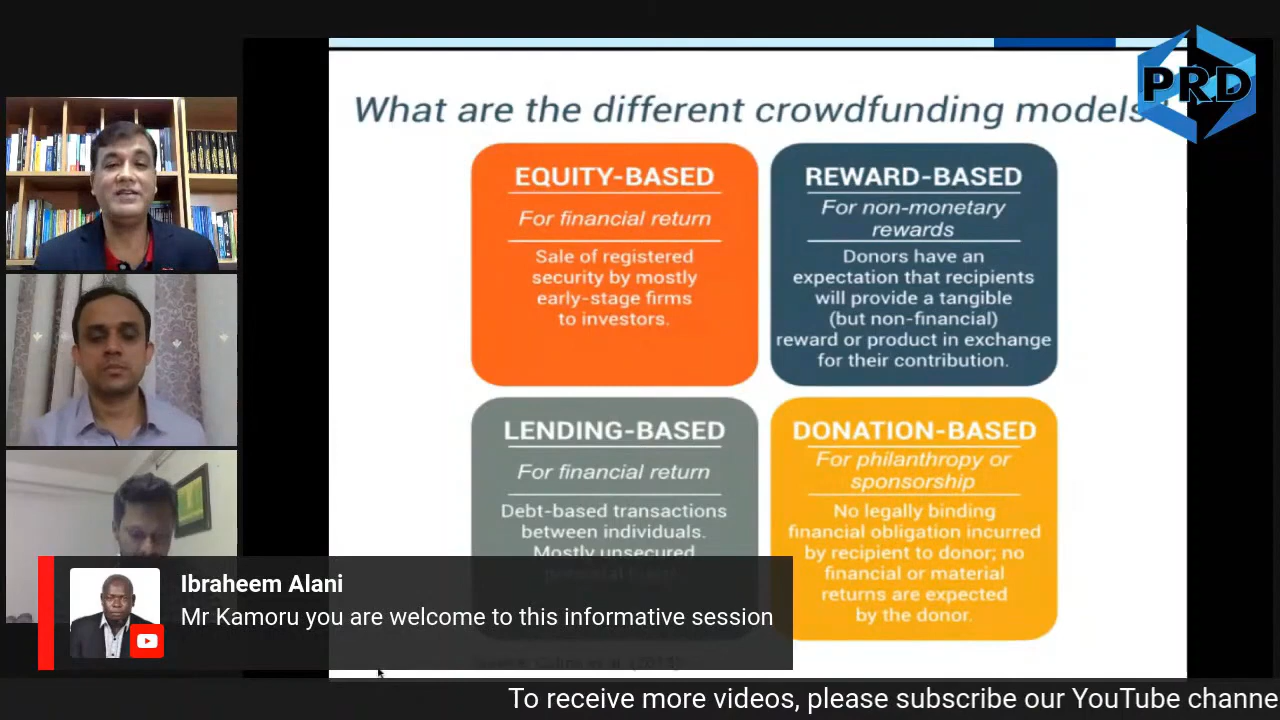 PRD
What are the different crowdfunding models
EQUITY-BASED
For financial return
Sale of registered
security by mostly
early-stage firms
to investors.
REWARD-BASED
For non-monetary
rewards
Donors have an
expectation that recipients
will provide a tangible
(but non-financial)
reward or product in exchange
for their contribution.
LENDING-BASED
For financial return
Debt-based transactions
between individuals.
Mostly unsecured
DONATION-BASED
For philanthropy or
sponsorship
No legally binding
financial obligation incurred
by recipient to donor; no
financial or material
returns are expected
by the donor.
Ibraheem Alani
Mr Kamoru you are welcome to this informative session
To receive more videos, please subscribe our YouTube channe